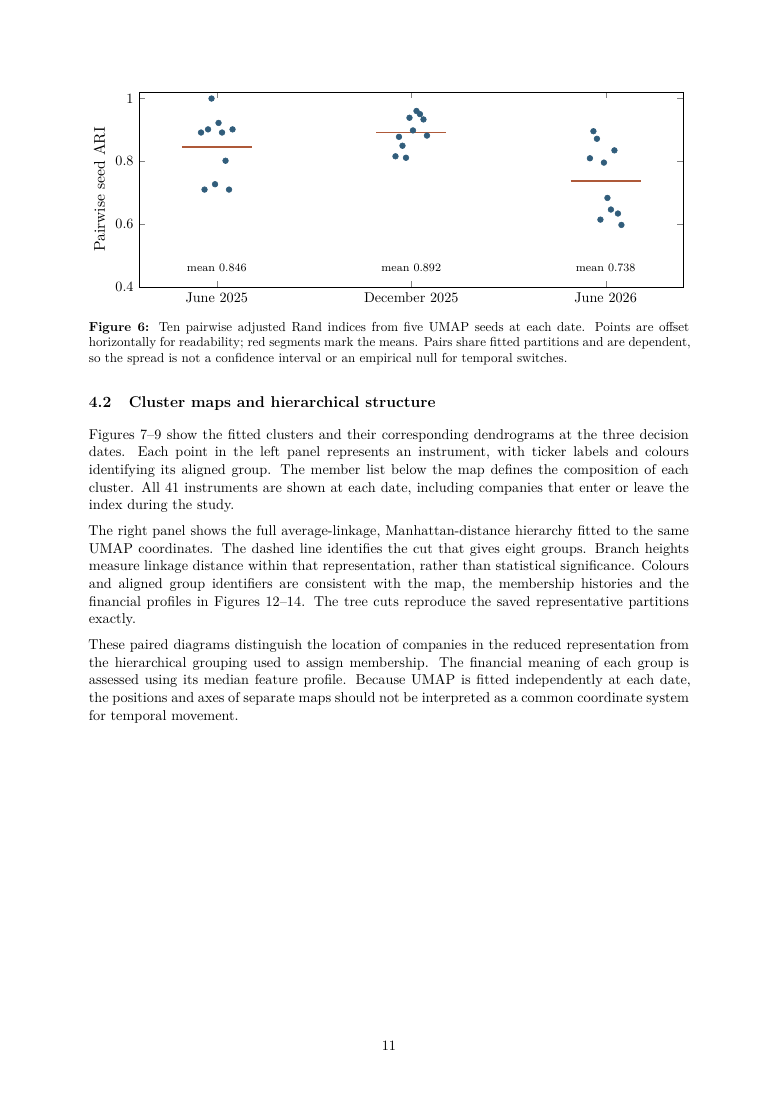 1
0.8
0.6
0.4
Pairwise seed ARI
mean 0.846
mean 0.892
mean 0.738
June 2025
December 2025
June 2026
Figure 6: Ten pairwise adjusted Rand indices from five UMAP seeds at each date. Points are offset
horizontally for readability; red segments mark the means. Pairs share fitted partitions and are dependent,
so the spread is not a confidence interval or an empirical null for temporal switches.
4.2 Cluster maps and hierarchical structure
Figures 7–9 show the fitted clusters and their corresponding dendrograms at the three decision
dates. Each point in the left panel represents an instrument, with ticker labels and colours
identifying its aligned group. The member list below the map defines the composition of each
cluster. All 41 instruments are shown at each date, including companies that enter or leave the
index during the study.
The right panel shows the full average-linkage, Manhattan-distance hierarchy fitted to the same
UMAP coordinates. The dashed line identifies the cut that gives eight groups. Branch heights
measure linkage distance within that representation, rather than statistical significance. Colours
and aligned group identifiers are consistent with the map, the membership histories and the
financial profiles in Figures 12–14. The tree cuts reproduce the saved representative partitions
exactly.
These paired diagrams distinguish the location of companies in the reduced representation from
the hierarchical grouping used to assign membership. The financial meaning of each group is
assessed using its median feature profile. Because UMAP is fitted independently at each date,
the positions and axes of separate maps should not be interpreted as a common coordinate system
for temporal movement.
11